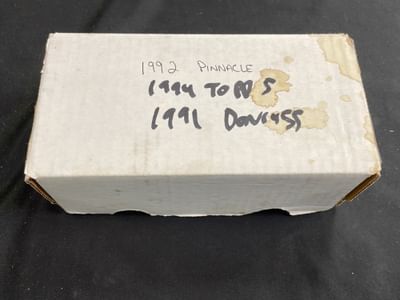 1992 PINNACLE
1994 TOPPS
1991 DONRUSS